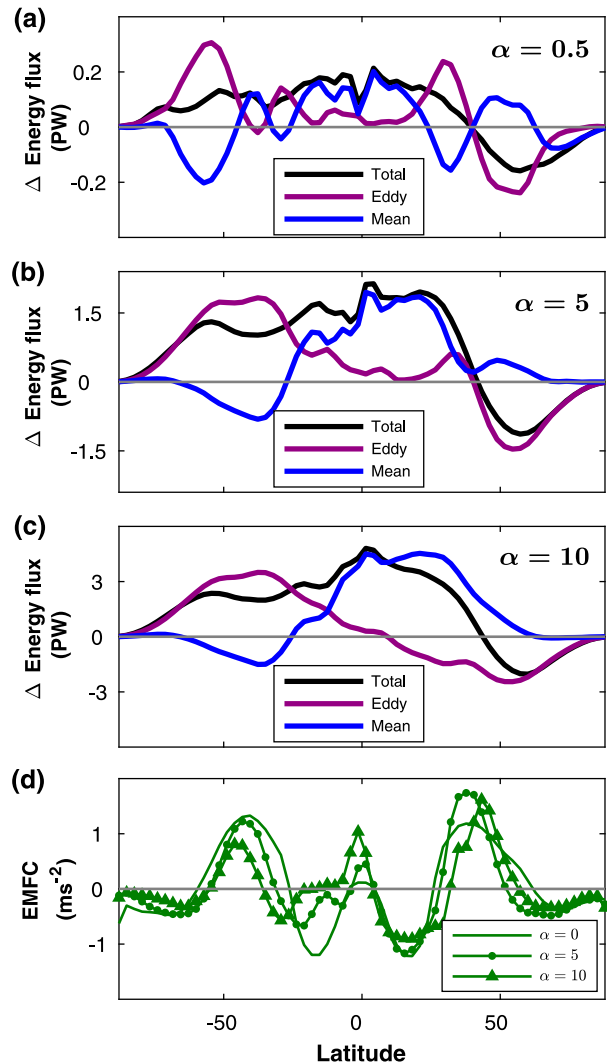 (a)
α = 0.5
Δ Energy flux
(PW)
0.2
0
-0.2
Total
Eddy
Mean
(b)
α = 5
Δ Energy flux
(PW)
1.5
0
-1.5
Total
Eddy
Mean
(c)
α = 10
Δ Energy flux
(PW)
3
0
-3
Total
Eddy
Mean
(d)
EMFC
(ms⁻²)
1
0
-1
α = 0
α = 5
α = 10
-50 0 50
Latitude